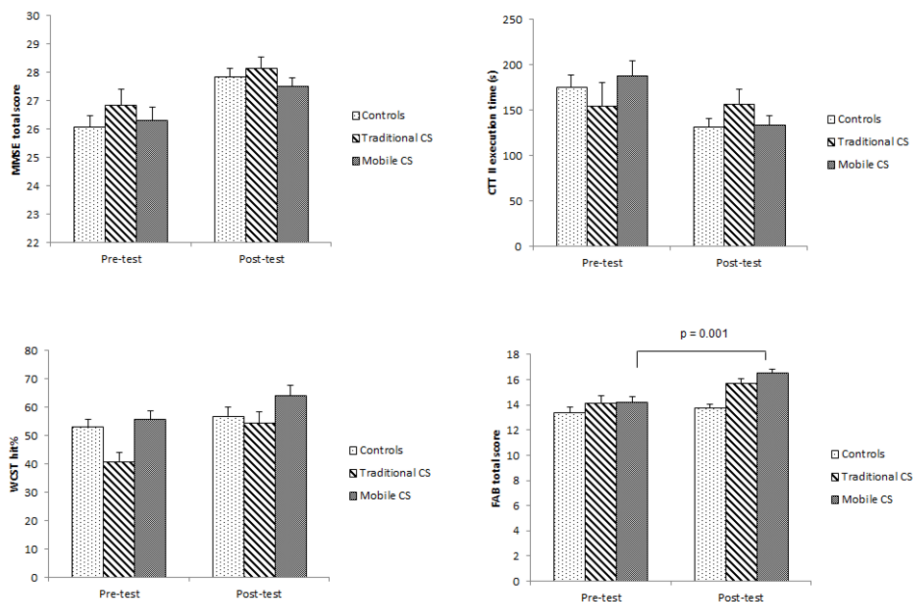 MMSE total score
30
29
28
27
26
25
24
23
22
Pre-test
Post-test
Controls
Traditional CS
Mobile CS
CTT II execution time (s)
250
200
150
100
50
0
Pre-test
Post-test
Controls
Traditional CS
Mobile CS
WCST hit%
80
70
60
50
40
30
20
10
0
Pre-test
Post-test
Controls
Traditional CS
Mobile CS
p = 0.001
FAB total score
18
16
14
12
10
8
6
4
2
0
Pre-test
Post-test
Controls
Traditional CS
Mobile CS